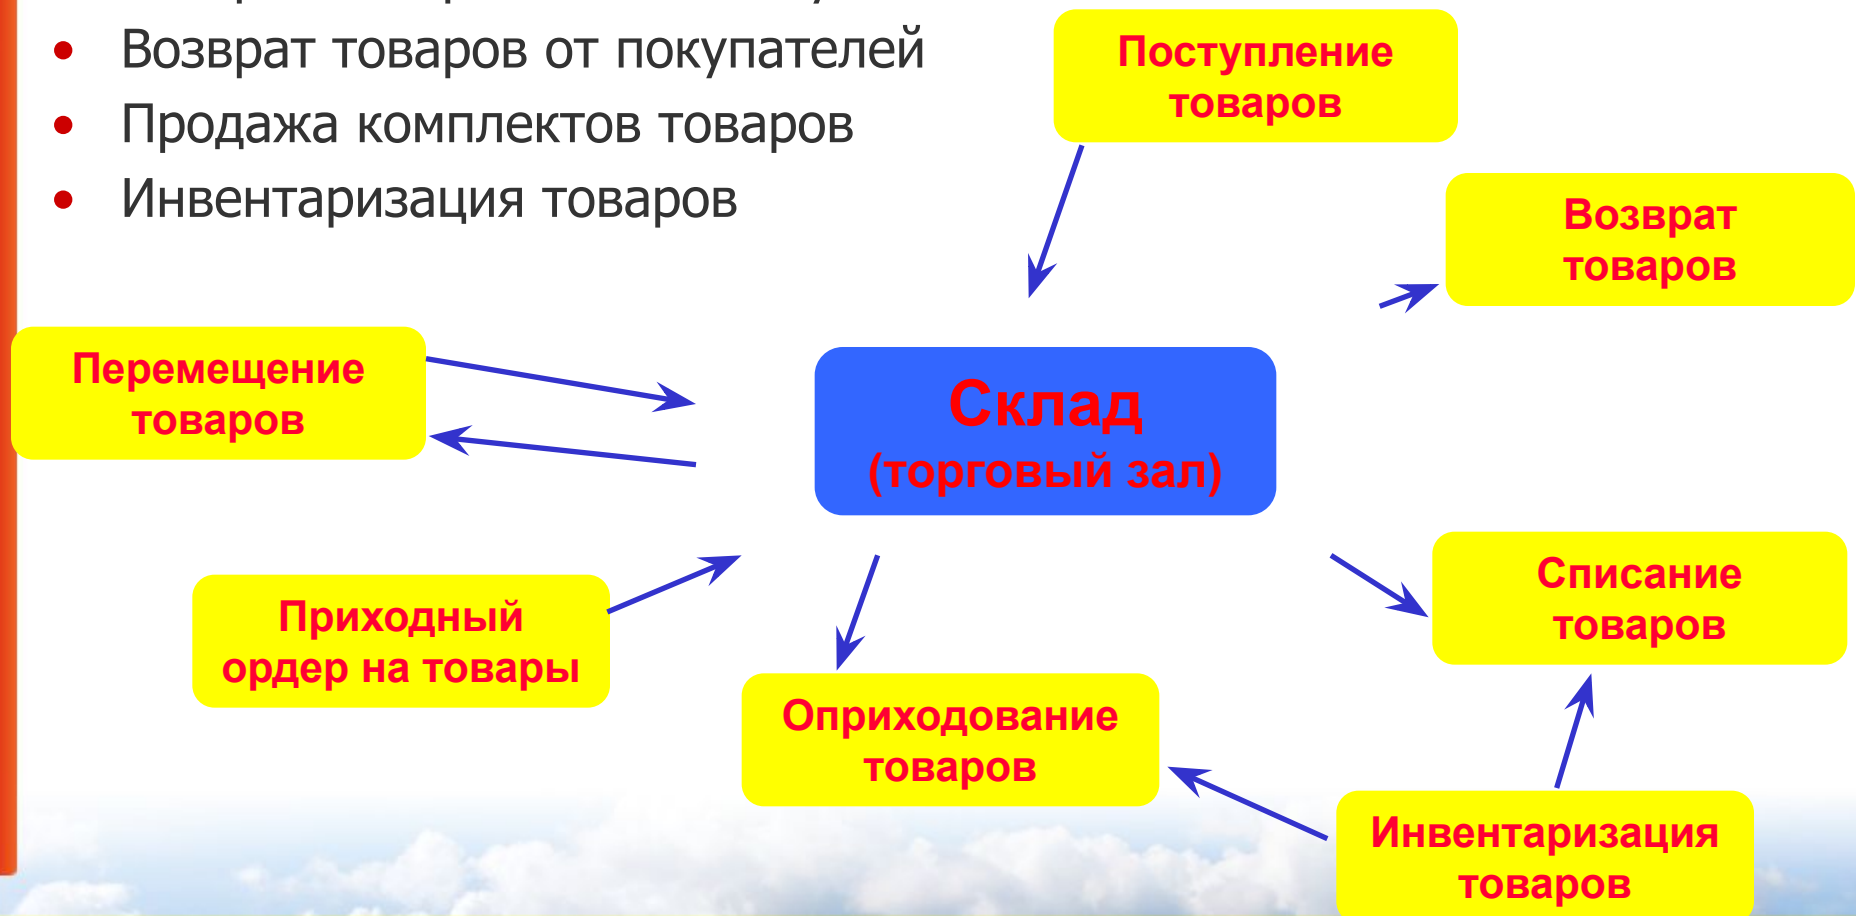 Возврат товаров от покупателей
Продажа комплектов товаров
Инвентаризация товаров
Поступление
товаров
Возврат
товаров
Перемещение
товаров
Склад
(торговый зал)
Приходный
ордер на товары
Списание
товаров
Оприходование
товаров
Инвентаризация
товаров